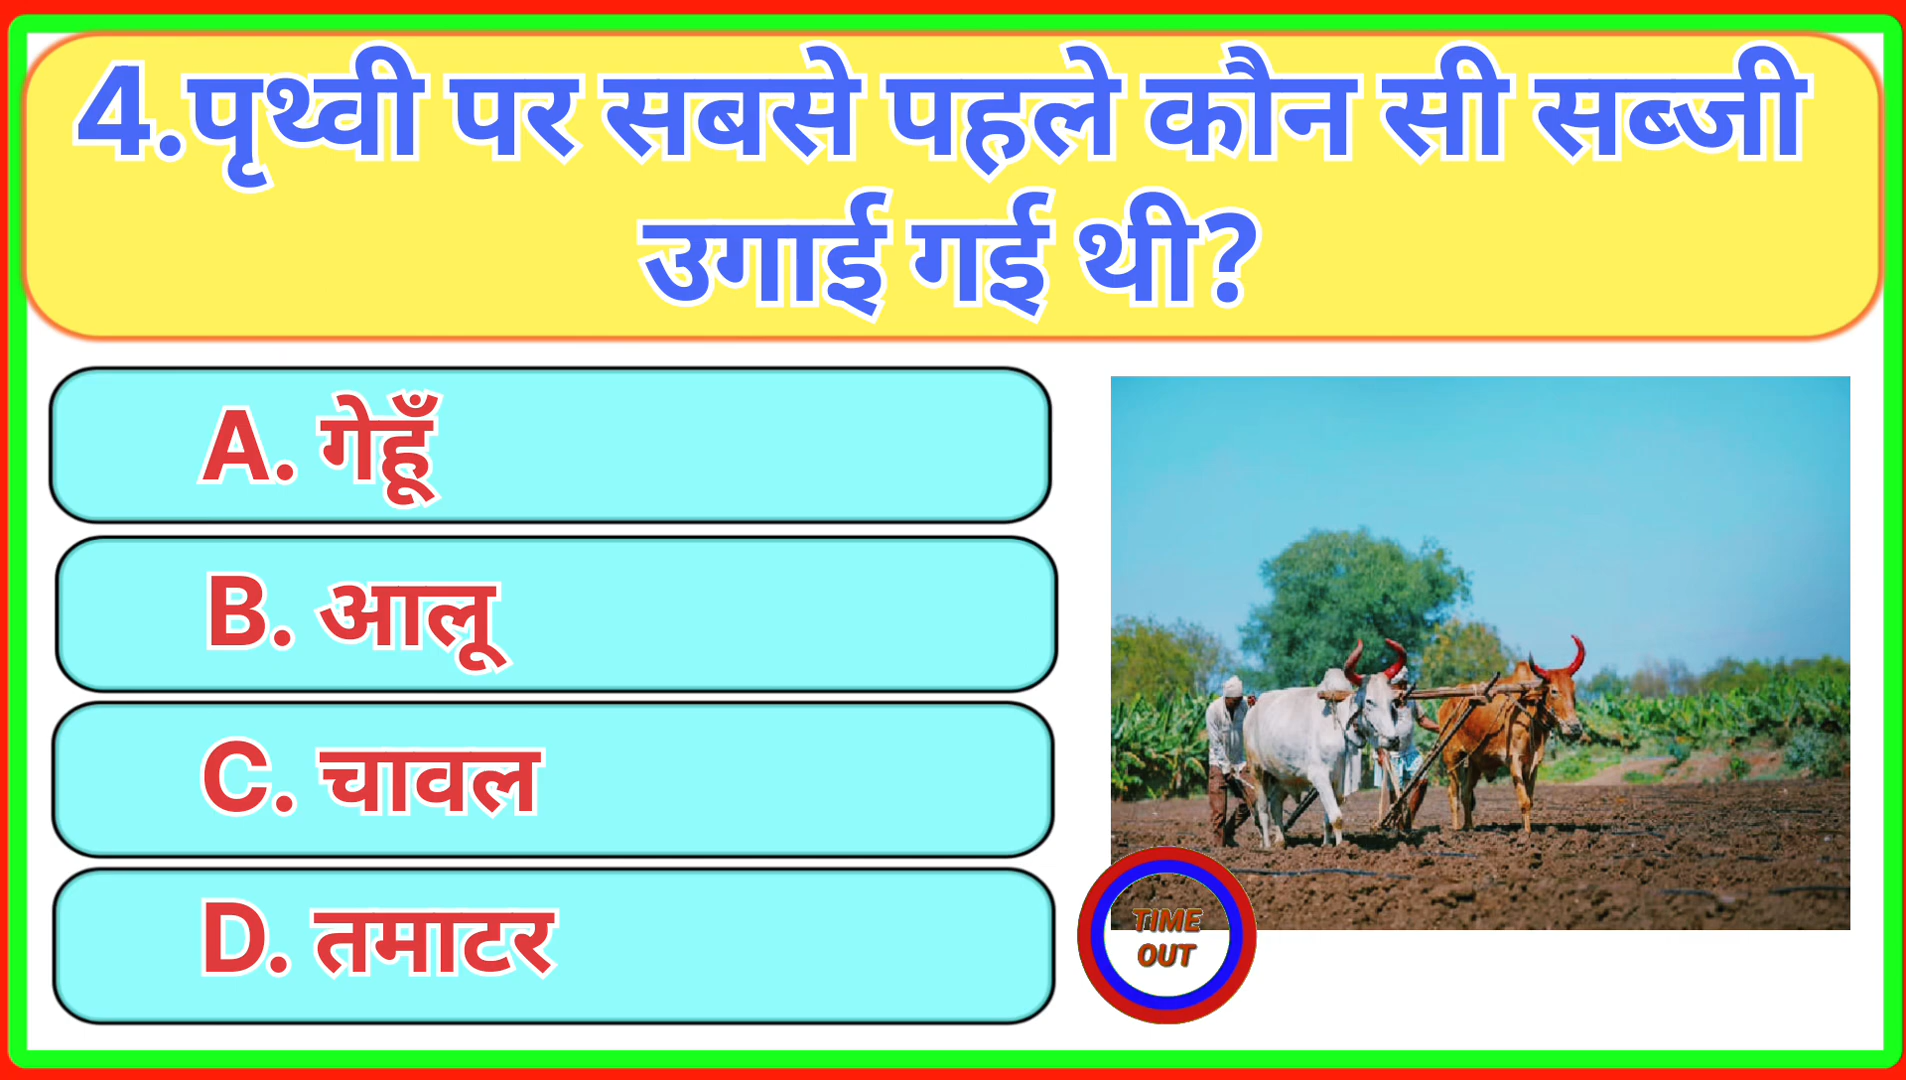 4.पृथ्वी पर सबसे पहले कौन सी सब्जी
उगाई गई थी?
A. गेहूँ
B. आलू
C. चावल
D. तमाटर
TIME
OUT